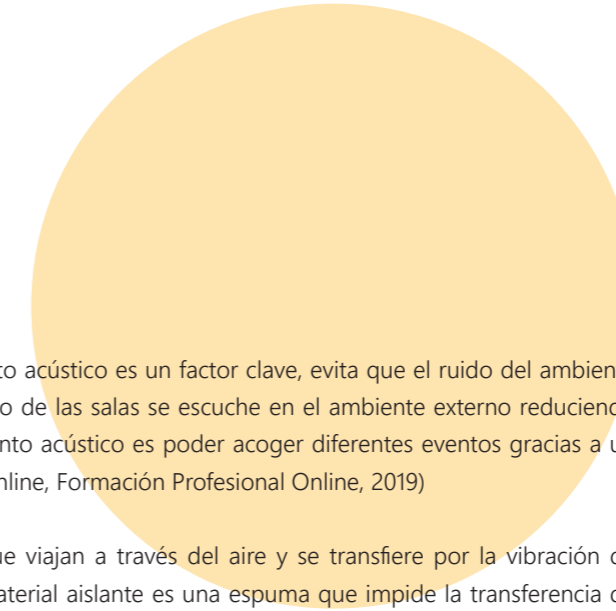 to acústico es un factor clave, evita que el ruido del ambien
o de las salas se escuche en el ambiente externo reduciend
nto acústico es poder acoger diferentes eventos gracias a u
nline, Formación Profesional Online, 2019)
ue viajan a través del aire y se transfiere por la vibración d
aterial aislante es una espuma que impide la transferencia d